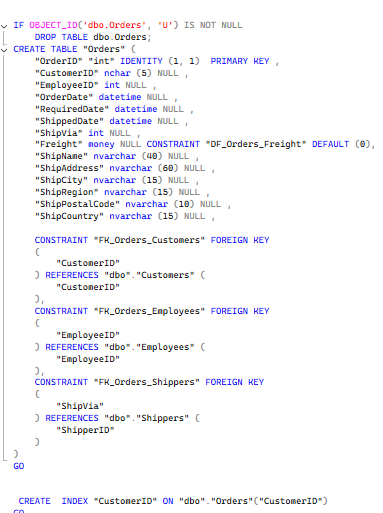 IF OBJECT_ID('dbo.Orders', 'U') IS NOT NULL
DROP TABLE dbo.Orders;
CREATE TABLE "Orders" (
"OrderID" "int" IDENTITY (1, 1)  PRIMARY KEY ,
"CustomerID" nchar (5) NULL ,
"EmployeeID" int NULL ,
"OrderDate" datetime NULL ,
"RequiredDate" datetime NULL ,
"ShippedDate" datetime NULL ,
"ShipVia" int NULL ,
"Freight" money NULL CONSTRAINT "DF_Orders_Freight" DEFAULT (0),
"ShipName" nvarchar (40) NULL ,
"ShipAddress" nvarchar (60) NULL ,
"ShipCity" nvarchar (15) NULL ,
"ShipRegion" nvarchar (15) NULL ,
"ShipPostalCode" nvarchar (10) NULL ,
"ShipCountry" nvarchar (15) NULL ,
CONSTRAINT "FK_Orders_Customers" FOREIGN KEY
(
"CustomerID"
) REFERENCES "dbo"."Customers" (
"CustomerID"
),
CONSTRAINT "FK_Orders_Employees" FOREIGN KEY
(
"EmployeeID"
) REFERENCES "dbo"."Employees" (
"EmployeeID"
),
CONSTRAINT "FK_Orders_Shippers" FOREIGN KEY
(
"ShipVia"
) REFERENCES "dbo"."Shippers" (
"ShipperID"
)
)
GO
CREATE  INDEX "CustomerID" ON "dbo"."Orders"("CustomerID")
GO